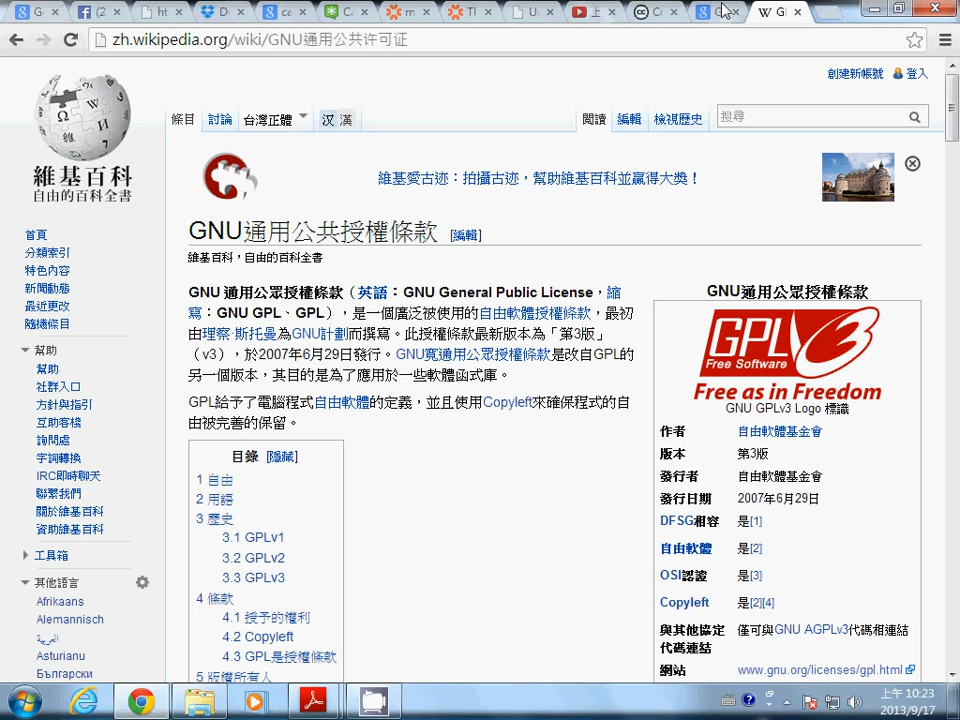 zh.wikipedia.org/wiki/GNU通用公共许可证
創建新帳號 登入
條目 討論 台灣正體 汉 漢 閱讀 編輯 檢視歷史 搜尋
維基百科
自由的百科全書
維基愛古迹：拍攝古迹，幫助維基百科並贏得大獎！
GNU通用公共授權條款 [編輯]
維基百科，自由的百科全書
首頁
分類索引
特色內容
新聞動態
最近更改
隨機條目
幫助
幫助
社群入口
方針與指引
互助客棧
詢問處
字詞轉換
IRC即時聊天
聯繫我們
關於維基百科
資助維基百科
工具箱
其他語言
Afrikaans
Alemannisch
العربية
Asturianu
Български
GNU 通用公眾授權條款（英語：GNU General Public License，縮
寫：GNU GPL、GPL），是一個廣泛被使用的自由軟體授權條款，最初
由理察·斯托曼為GNU計劃而撰寫。此授權條款最新版本為「第3版」
（v3），於2007年6月29日發行。GNU寬通用公眾授權條款是改自GPL的
另一個版本，其目的是為了應用於一些軟體函式庫。
GPL給予了電腦程式自由軟體的定義，並且使用Copyleft來確保程式的自
由被完善的保留。
目錄 [隱藏]
1 自由
2 用語
3 歷史
3.1 GPLv1
3.2 GPLv2
3.3 GPLv3
4 條款
4.1 授予的權利
4.2 Copyleft
4.3 GPL是授權條款
5 版權所有人
GNU通用公眾授權條款
GPLv3
Free Software
Free as in Freedom
GNU GPLv3 Logo 標識
作者 自由軟體基金會
版本 第3版
發行者 自由軟體基金會
發行日期 2007年6月29日
DFSG相容 是[1]
自由軟體 是[2]
OSI認證 是[3]
Copyleft 是[2][4]
與其他協定 僅可與GNU AGPLv3代碼相連結
代碼連結
網站 www.gnu.org/licenses/gpl.html
上午 10:23
2013/9/17